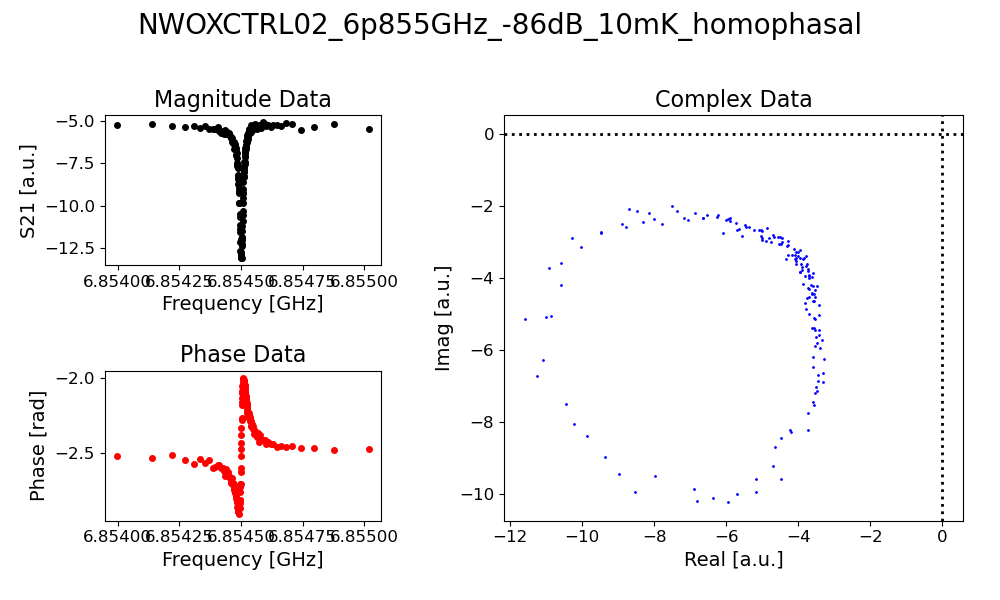 NWOXCTRL02_6p855GHz_-86dB_10mK_homophasal
Magnitude Data
S21 [a.u.]
−5.0
−7.5
−10.0
−12.5
6.85400 6.85425 6.85450 6.85475 6.85500
Frequency [GHz]
Phase Data
Phase [rad]
−2.0
−2.5
6.85400 6.85425 6.85450 6.85475 6.85500
Frequency [GHz]
Complex Data
Imag [a.u.]
0
−2
−4
−6
−8
−10
−12 −10 −8 −6 −4 −2 0
Real [a.u.]